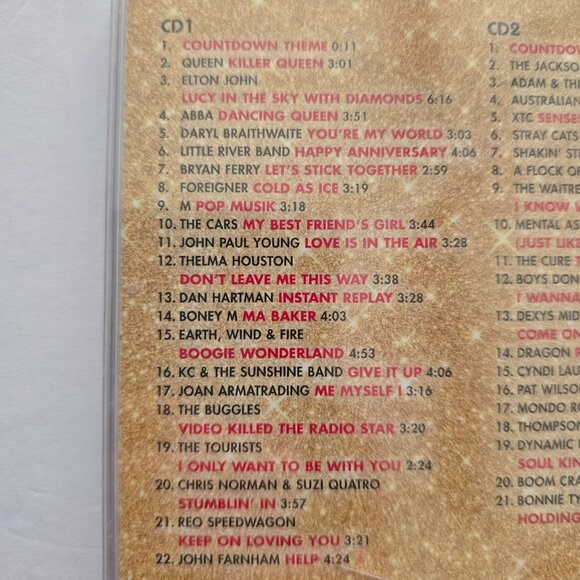 CD1
1. COUNTDOWN THEME 0:11
2. QUEEN KILLER QUEEN 3:01
3. ELTON JOHN
LUCY IN THE SKY WITH DIAMONDS 6:16
4. ABBA DANCING QUEEN 3:51
5. DARYL BRAITHWAITE YOU'RE MY WORLD 3:03
6. LITTLE RIVER BAND HAPPY ANNIVERSARY 4:06
7. BRYAN FERRY LET'S STICK TOGETHER 2:59
8. FOREIGNER COLD AS ICE 3:19
9. M POP MUSIK 3:18
10. THE CARS MY BEST FRIEND'S GIRL 3:44
11. JOHN PAUL YOUNG LOVE IS IN THE AIR 3:28
12. THELMA HOUSTON
DON'T LEAVE ME THIS WAY 3:38
13. DAN HARTMAN INSTANT REPLAY 3:28
14. BONEY M MA BAKER 4:03
15. EARTH, WIND & FIRE
BOOGIE WONDERLAND 4:53
16. KC & THE SUNSHINE BAND GIVE IT UP 4:06
17. JOAN ARMATRADING ME MYSELF I 3:16
18. THE BUGGLES
VIDEO KILLED THE RADIO STAR 3:20
19. THE TOURISTS
I ONLY WANT TO BE WITH YOU 2:24
20. CHRIS NORMAN & SUZI QUATRO
STUMBLIN' IN 3:57
21. REO SPEEDWAGON
KEEP ON LOVING YOU 3:21
22. JOHN FARNHAM HELP 4:24
CD2
1. COUNTDO
2. THE JACKSO
3. ADAM & THE
4. AUSTRALIAN
5. XTC SENSES
6. STRAY CATS
7. SHAKIN' STE
8. A FLOCK OF
9. THE WAITRE
I KNOW W
10. MENTAL AS
(JUST LIKE
11. THE CURE
12. BOYS DON
I WANNA
13. DEXYS MID
COME ON
14. DRAGON
15. CYNDI LAU
16. PAT WILSO
17. MONDO RO
18. THOMPSON
19. DYNAMIC
SOUL KIN
20. BOOM CRA
21. BONNIE TY
HOLDING